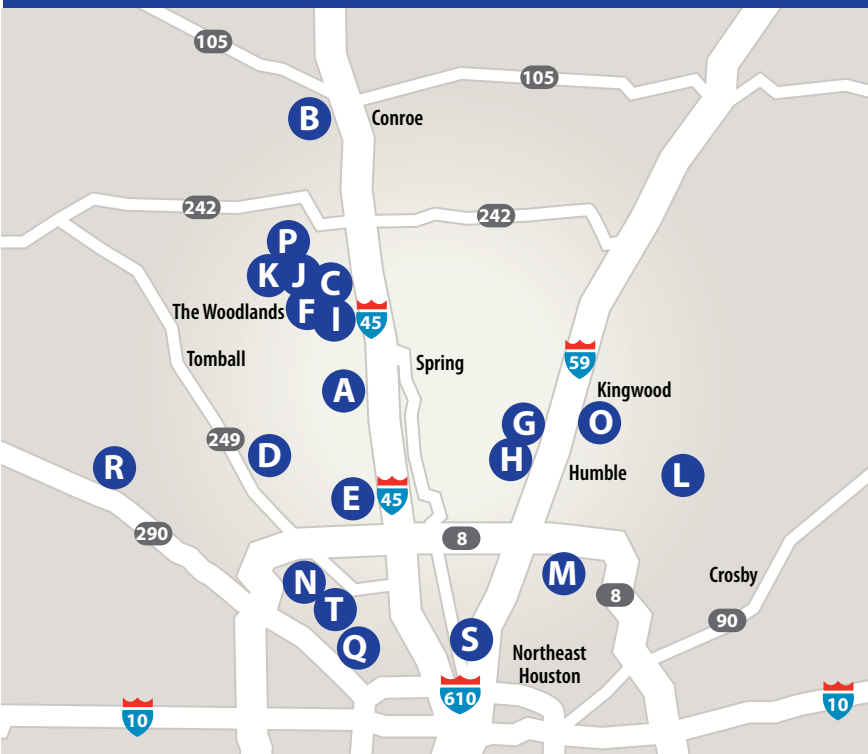 105
105
B
Conroe
242
242
P
K
J
C
The Woodlands
F
I
45
Tomball
Spring
59
A
Kingwood
G
O
249
D
H
R
Humble
L
E
45
290
8
N
M
Crosby
8
T
90
S
Q
Northeast
Houston
610
10
10